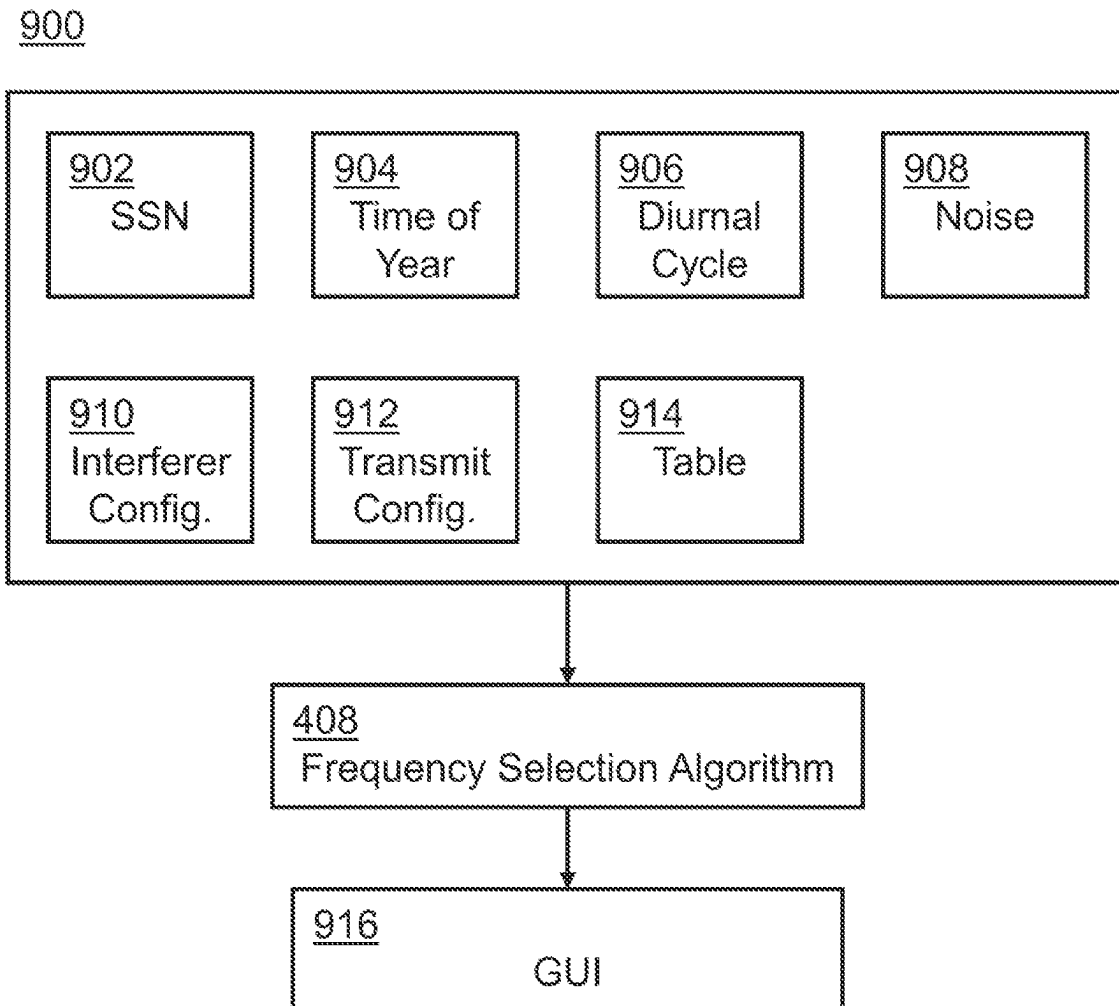 900
902
SSN
904
Time of
Year
906
Diurnal
Cycle
908
Noise
910
Interferer
Config.
912
Transmit
Config.
914
Table
408
Frequency Selection Algorithm
916
GUI